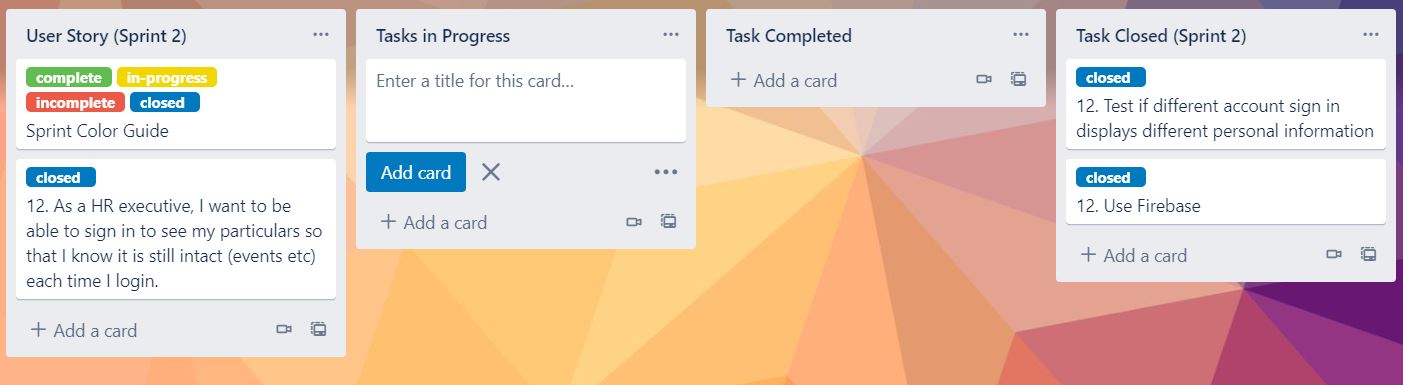 User Story (Sprint 2)
complete in-progress
incomplete closed
Sprint Color Guide
closed
12. As a HR executive, I want to be
able to sign in to see my particulars so
that I know it is still intact (events etc)
each time I login.
+ Add a card
Tasks in Progress
Enter a title for this card...
Add card
+ Add a card
Task Completed
+ Add a card
Task Closed (Sprint 2)
closed
12. Test if different account sign in
displays different personal information
closed
12. Use Firebase
+ Add a card